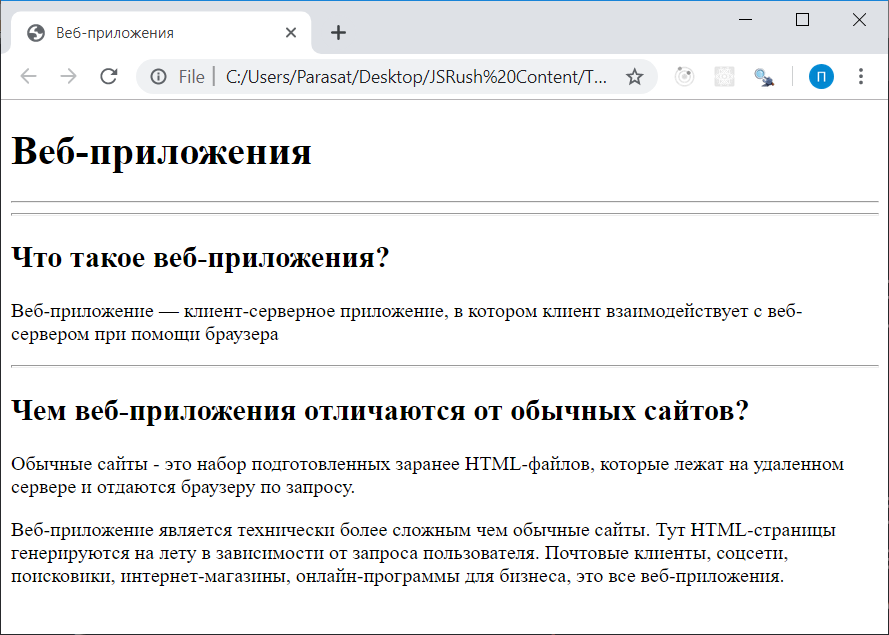 Веб-приложения
File | C:/Users/Parasat/Desktop/JSRush%20Content/T...
П
Веб-приложения
Что такое веб-приложения?
Веб-приложение — клиент-серверное приложение, в котором клиент взаимодействует с веб-
сервером при помощи браузера
Чем веб-приложения отличаются от обычных сайтов?
Обычные сайты - это набор подготовленных заранее HTML-файлов, которые лежат на удаленном
сервере и отдаются браузеру по запросу.
Веб-приложение является технически более сложным чем обычные сайты. Тут HTML-страницы
генерируются на лету в зависимости от запроса пользователя. Почтовые клиенты, соцсети,
поисковики, интернет-магазины, онлайн-программы для бизнеса, это все веб-приложения.